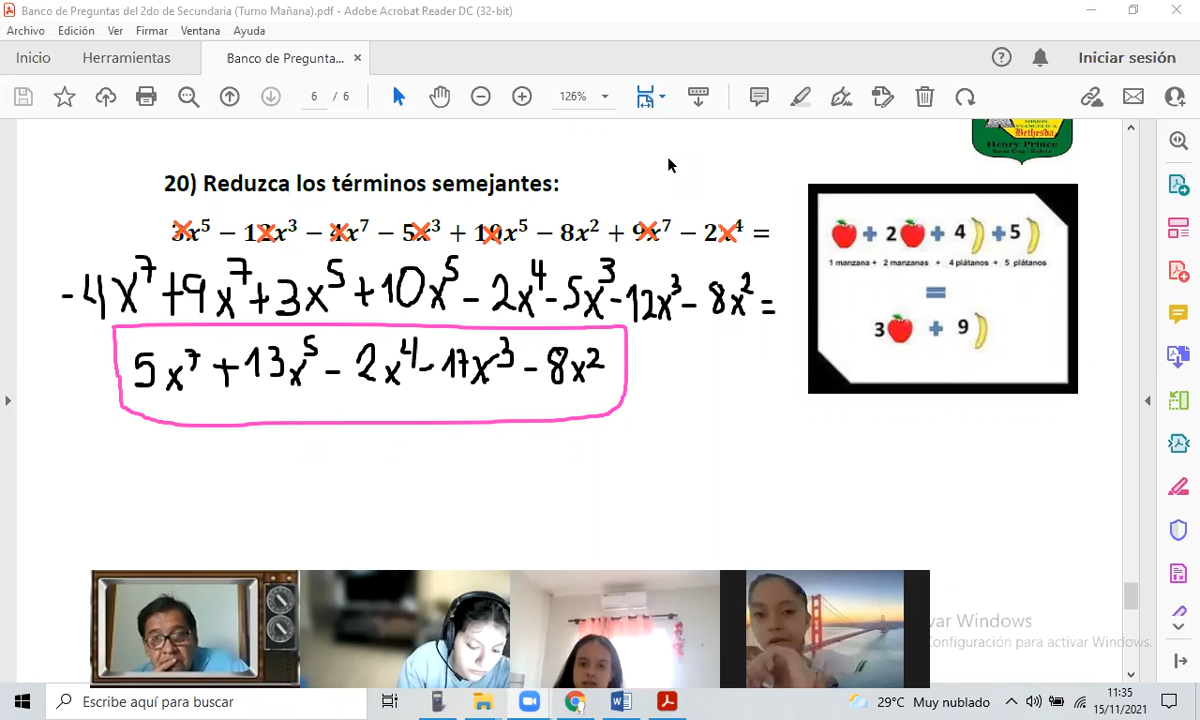 Banco de Preguntas del 2do de Secundaria (Turno Mañana).pdf - Adobe Acrobat Reader DC (32-bit)
Archivo Edición Ver Firmar Ventana Ayuda
Inicio Herramientas Banco de Pregunta... × Iniciar sesión
6 / 6 126%
Bethesda
Henry Prince
20) Reduzca los términos semejantes:
3x⁵ − 12x³ − 4x⁷ − 5x³ + 10x⁵ − 8x² + 9x⁷ − 2x⁴ =
-4x⁷ + 9x⁷ + 3x⁵ + 10x⁵ - 2x⁴ - 5x³ - 12x³ - 8x² =
5x⁷ + 13x⁵ - 2x⁴ - 17x³ - 8x²
+ 2 + 4 + 5
1 manzana + 2 manzanas + 4 plátanos + 5 plátanos
=
3 + 9
var Windows
Configuración para activar Windows.
Escribe aquí para buscar
29°C Muy nublado
11:35
15/11/2021